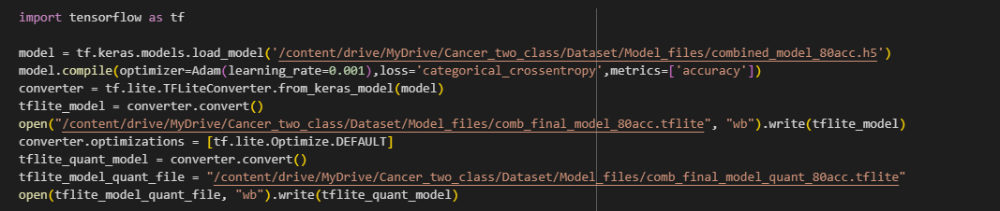 import tensorflow as tf
model = tf.keras.models.load_model('/content/drive/MyDrive/Cancer_two_class/Dataset/Model_files/combined_model_80acc.h5')
model.compile(optimizer=Adam(learning_rate=0.001),loss='categorical_crossentropy',metrics=['accuracy'])
converter = tf.lite.TFLiteConverter.from_keras_model(model)
tflite_model = converter.convert()
open("/content/drive/MyDrive/Cancer_two_class/Dataset/Model_files/comb_final_model_80acc.tflite", "wb").write(tflite_model)
converter.optimizations = [tf.lite.Optimize.DEFAULT]
tflite_quant_model = converter.convert()
tflite_model_quant_file = "/content/drive/MyDrive/Cancer_two_class/Dataset/Model_files/comb_final_model_quant_80acc.tflite"
open(tflite_model_quant_file, "wb").write(tflite_quant_model)